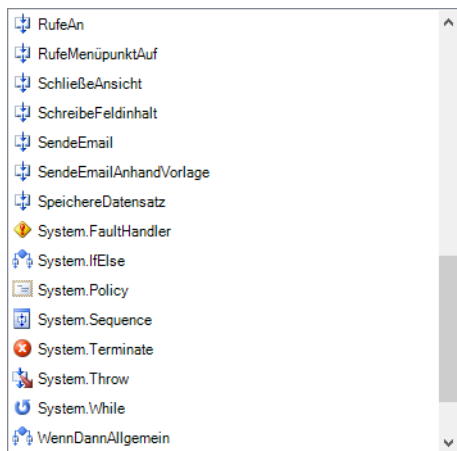 RufeAn
RufeMenüpunktAuf
SchließeAnsicht
SchreibeFeldinhalt
SendeEmail
SendeEmailAnhandVorlage
SpeichereDatensatz
System.FaultHandler
System.IfElse
System.Policy
System.Sequence
System.Terminate
System.Throw
System.While
WennDannAllgemein